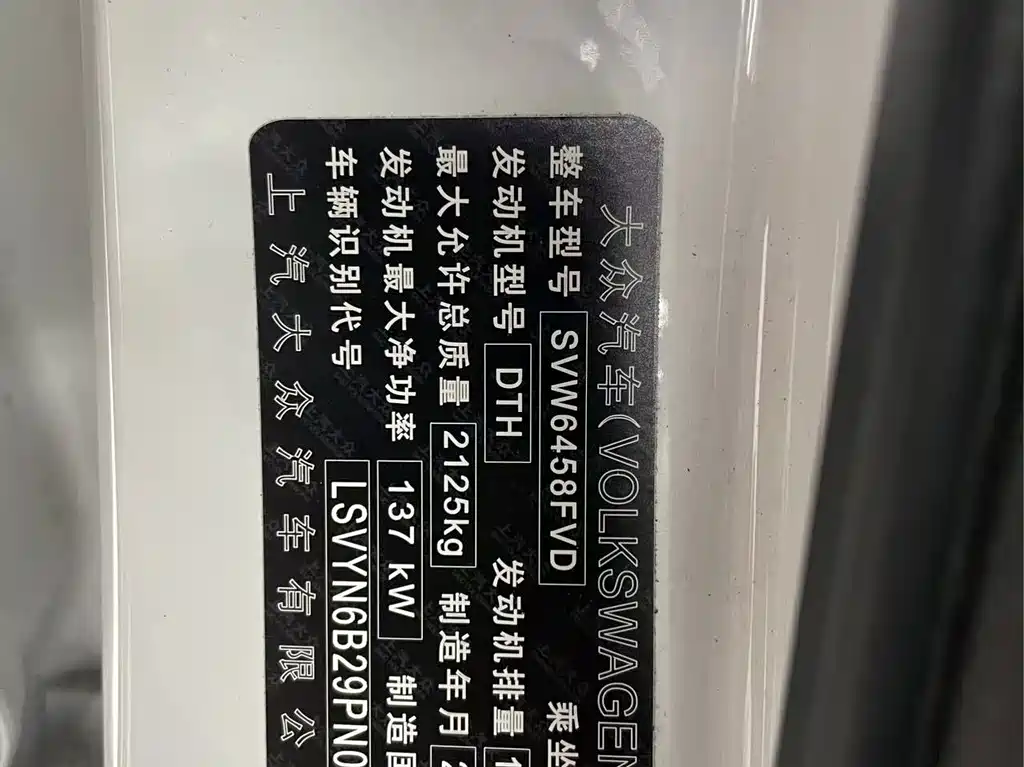 大众汽车(VOLKSWAGEN
整车型号 SVW6458FVD 乘坐
发动机型号 DTH 发动机排量 1
最大允许总质量 2125kg 制造年月 2
发动机最大净功率 137 kW 制造国
车辆识别代号 LSVYN6B29PN0
上汽大众汽车有限公